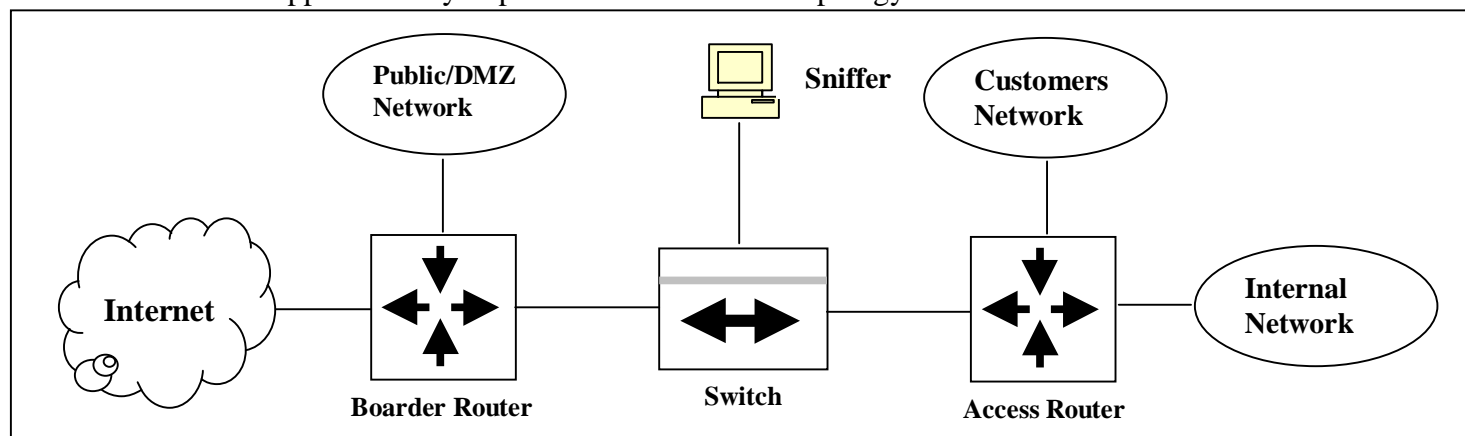 Public/DMZ
Network
Sniffer
Customers
Network
Internet
Internal
Network
Boarder Router
Switch
Access Router